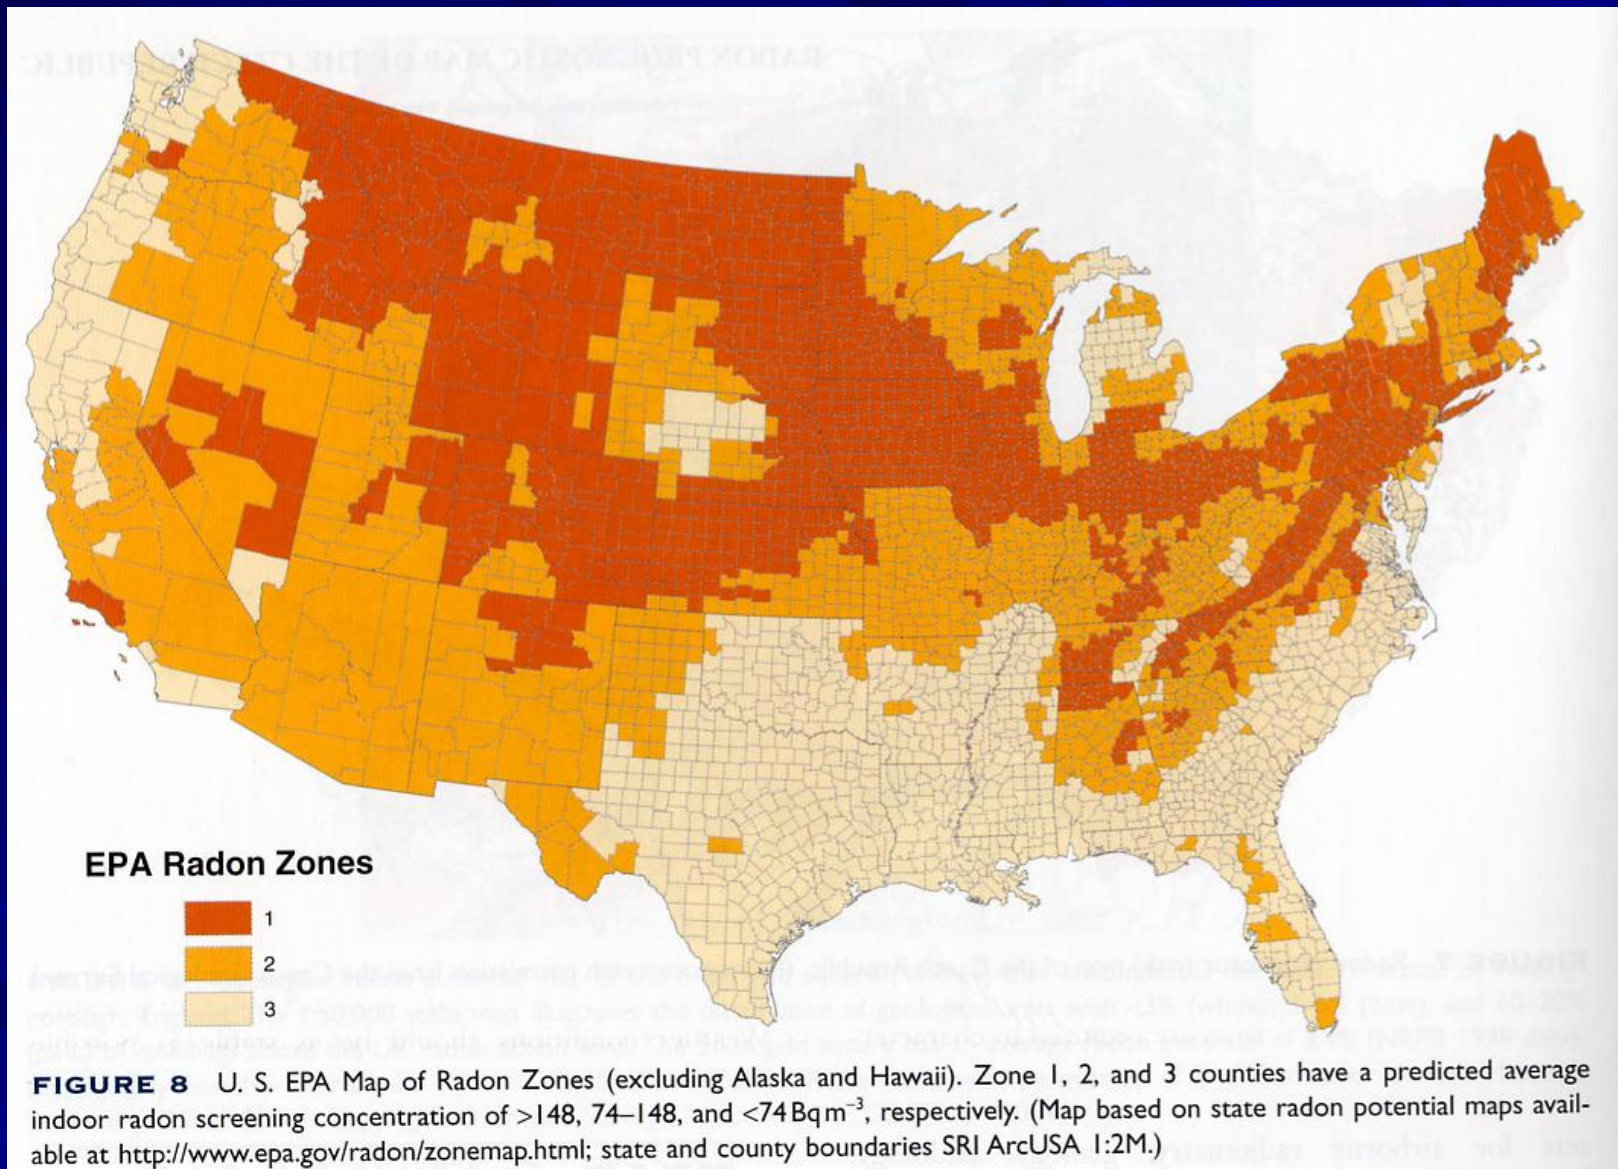 EPA Radon Zones
1
2
3
FIGURE 8 U. S. EPA Map of Radon Zones (excluding Alaska and Hawaii). Zone 1, 2, and 3 counties have a predicted average
indoor radon screening concentration of >148, 74–148, and <74 Bq m⁻³, respectively. (Map based on state radon potential maps avail-
able at http://www.epa.gov/radon/zonemap.html; state and county boundaries SRI ArcUSA 1:2M.)